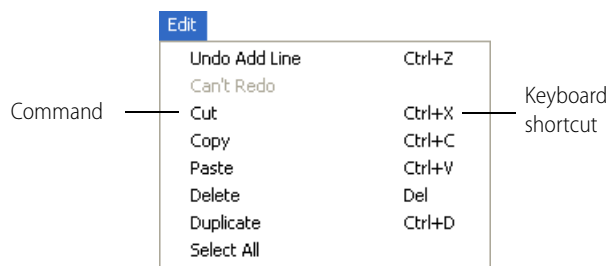 Edit
Undo Add Line Ctrl+Z
Can't Redo
Command Cut Ctrl+X Keyboard shortcut
Copy Ctrl+C
Paste Ctrl+V
Delete Del
Duplicate Ctrl+D
Select All